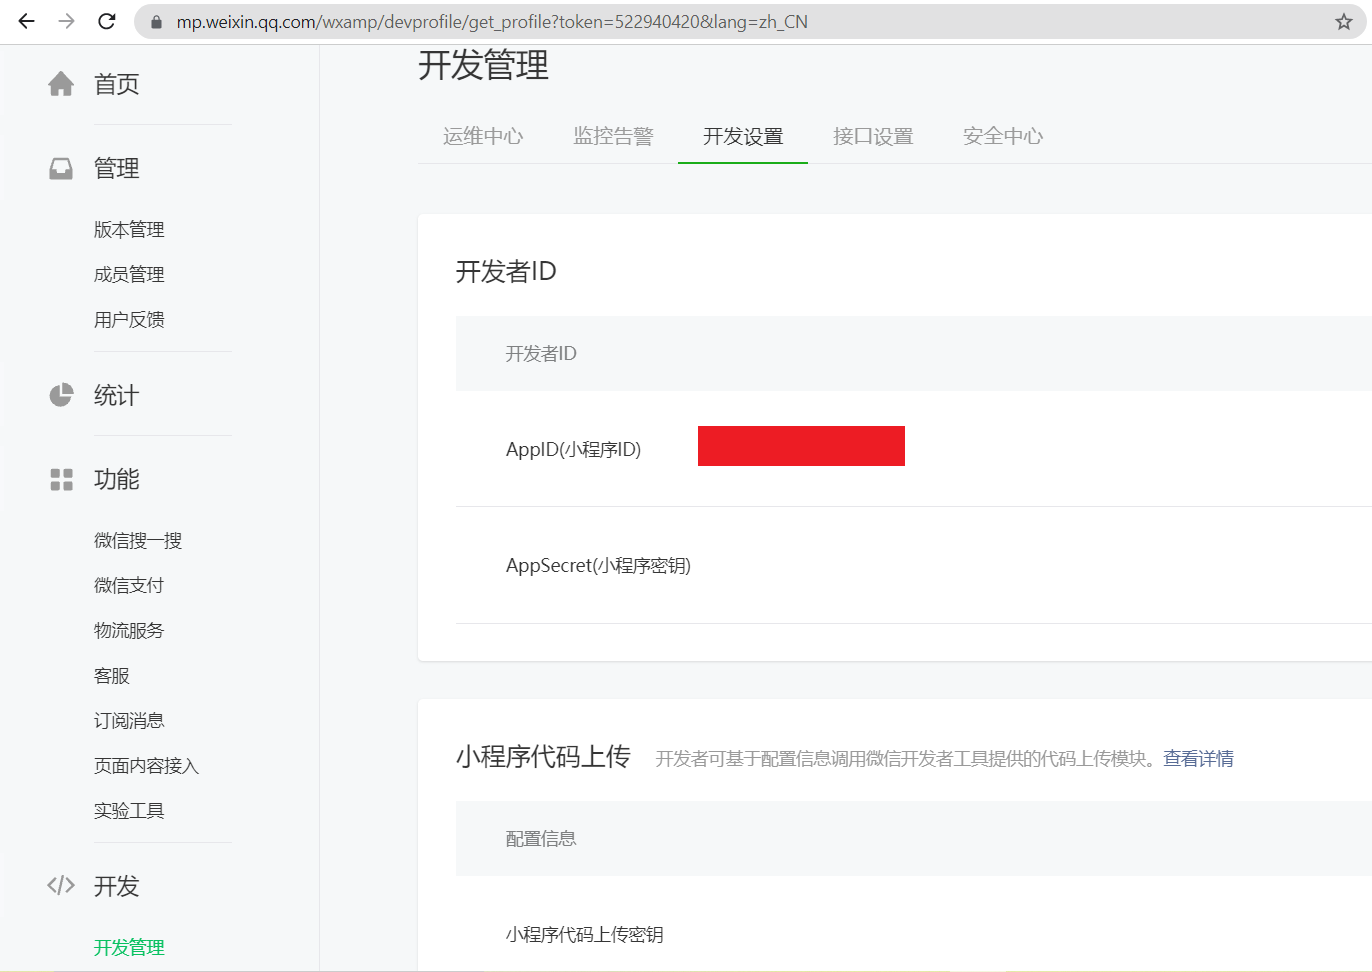 mp.weixin.qq.com/wxamp/devprofile/get_profile?token=522940420&lang=zh_CN
首页
管理
版本管理
成员管理
用户反馈
统计
功能
微信搜一搜
微信支付
物流服务
客服
订阅消息
页面内容接入
实验工具
开发
开发管理
开发管理
运维中心 监控告警 开发设置 接口设置 安全中心
开发者ID
开发者ID
AppID(小程序ID)
AppSecret(小程序密钥)
小程序代码上传 开发者可基于配置信息调用微信开发者工具提供的代码上传模块。查看详情
配置信息
小程序代码上传密钥